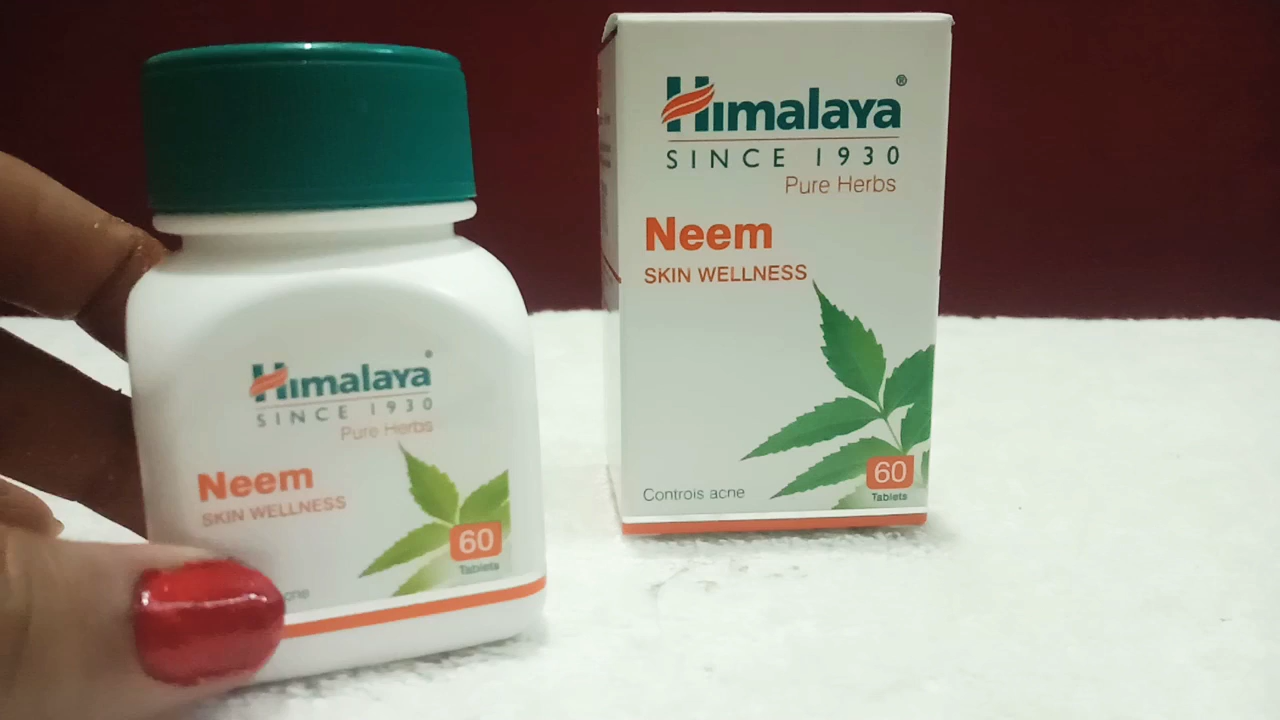 Himalaya®
SINCE 1930
Pure Herbs
Neem
SKIN WELLNESS
60
Tablets
Himalaya®
SINCE 1930
Pure Herbs
Neem
SKIN WELLNESS
Controis acne
60
Tablets